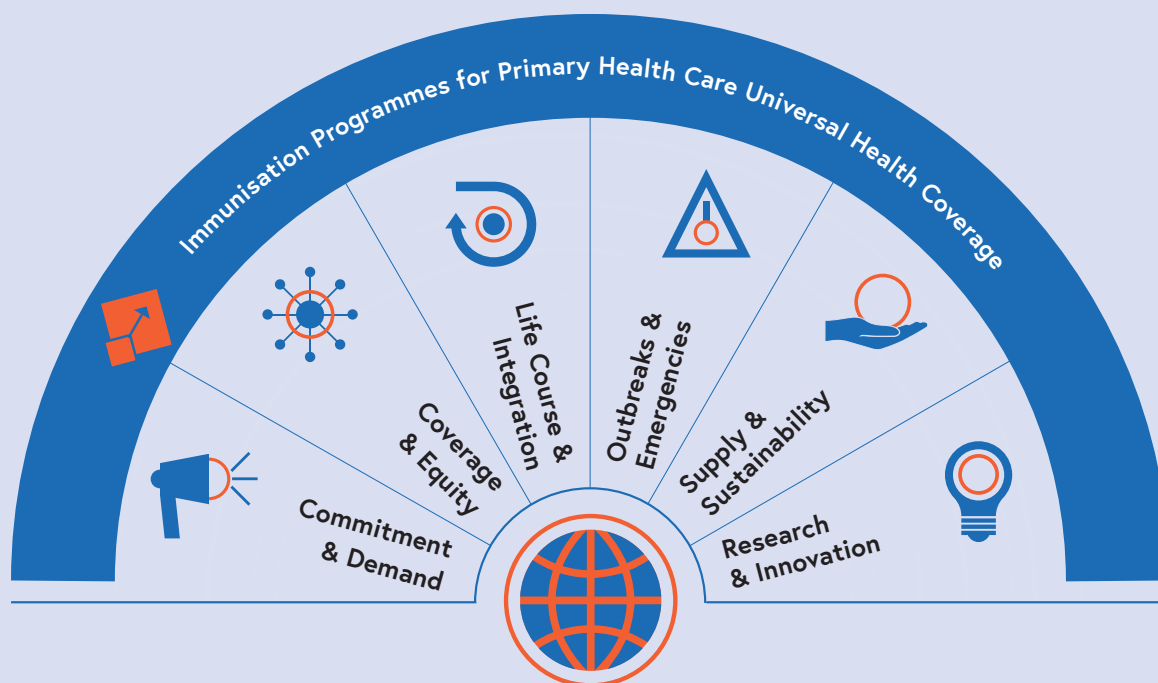 Immunisation Programmes for Primary Health Care Universal Health Coverage
Commitment
& Demand
Coverage
& Equity
Life Course &
Integration
Outbreaks &
Emergencies
Supply &
Sustainability
Research
& Innovation